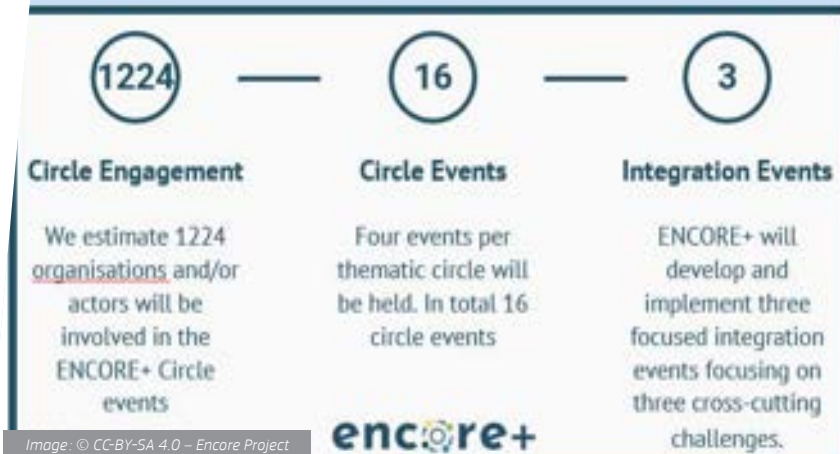 1224
16
3
Circle Engagement
Circle Events
Integration Events
We estimate 1224
organisations and/or
actors will be
involved in the
ENCORE+ Circle
events
Four events per
thematic circle will
be held. In total 16
circle events
ENCORE+ will
develop and
implement three
focused integration
events focusing on
three cross-cutting
challenges.
encore+
Image: © CC-BY-SA 4.0 – Encore Project